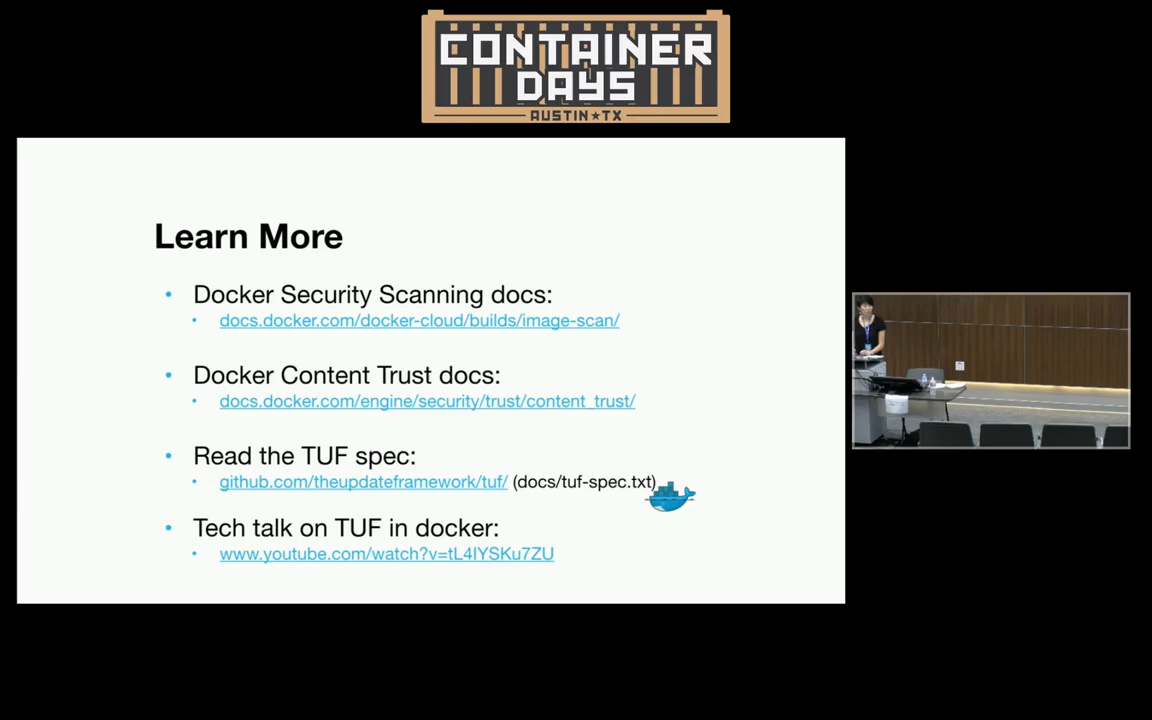 CONTAINER
DAYS
AUSTIN★TX
Learn More
• Docker Security Scanning docs:
• docs.docker.com/docker-cloud/builds/image-scan/
• Docker Content Trust docs:
• docs.docker.com/engine/security/trust/content_trust/
• Read the TUF spec:
• github.com/theupdateframework/tuf/ (docs/tuf-spec.txt)
• Tech talk on TUF in docker:
• www.youtube.com/watch?v=tL4IYSKu7ZU